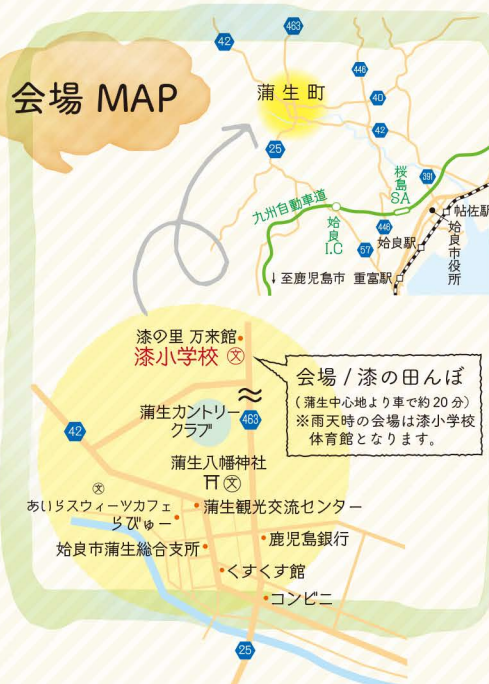 会場 MAP
42
463
446
蒲生町
40
42
25
391
桜島SA
九州自動車道
姶良I.C
446
57
帖佐駅
姶良市役所
姶良駅
重富駅
↓至鹿児島市
漆の里 万来館
漆小学校 文
会場 / 漆の田んぼ
(蒲生中心地より車で約20分)
※雨天時の会場は漆小学校
体育館となります。
蒲生カントリー
クラブ
463
42
蒲生八幡神社
文
文
あいらスウィーツカフェ
らびゅー
蒲生観光交流センター
姶良市蒲生総合支所
鹿児島銀行
くすくす館
コンビニ
25